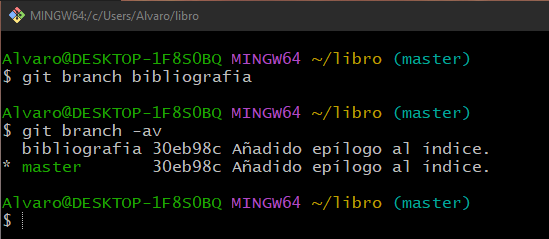 MINGW64:/c/Users/Alvaro/libro
Alvaro@DESKTOP-1F8S0BQ MINGW64 ~/libro (master)
$ git branch bibliografia
Alvaro@DESKTOP-1F8S0BQ MINGW64 ~/libro (master)
$ git branch -av
  bibliografia 30eb98c Añadido epílogo al índice.
* master       30eb98c Añadido epílogo al índice.
Alvaro@DESKTOP-1F8S0BQ MINGW64 ~/libro (master)
$